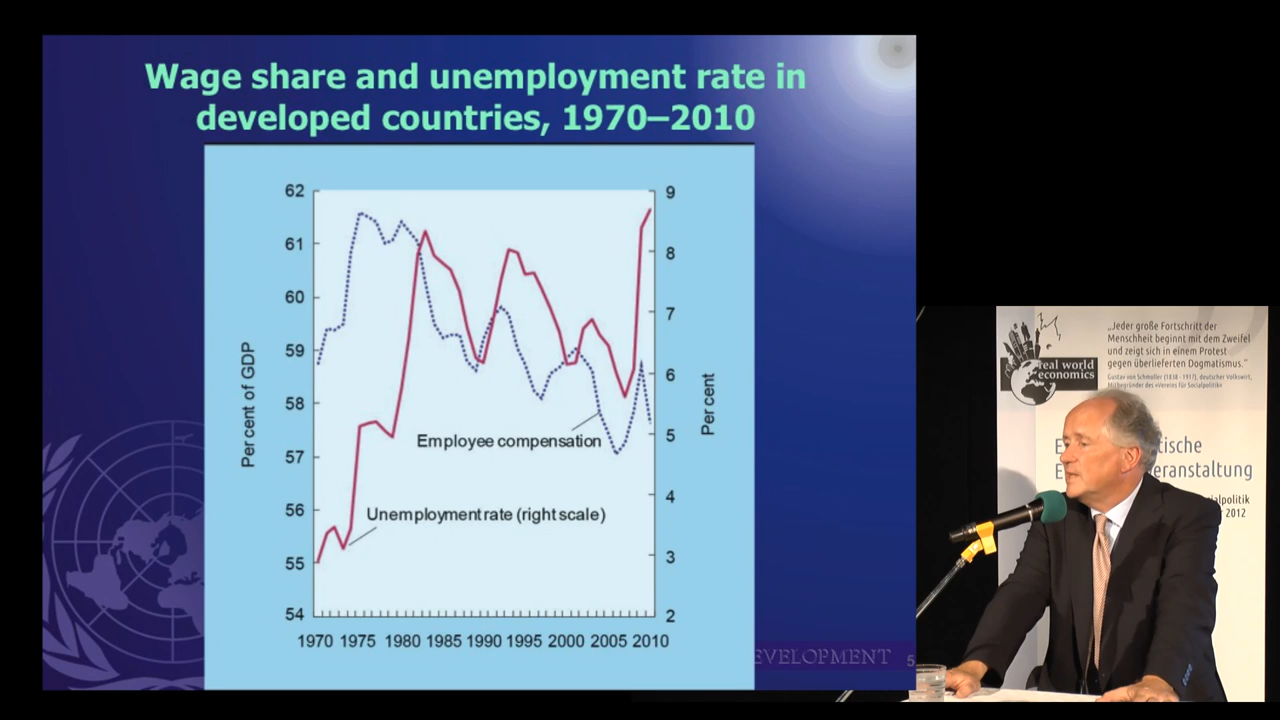 Wage share and unemployment rate in
developed countries, 1970–2010
62
61
60
59
58
57
56
55
54
Per cent of GDP
9
8
7
6
5
4
3
2
Per cent
Employee compensation
Unemployment rate (right scale)
1970 1975 1980 1985 1990 1995 2000 2005 2010
EVELOPMENT 5
real world
economics
„Jeder große Fortschritt der
Menschheit beginnt mit dem Zweifel
und zeigt sich in einem Protest
gegen überlieferten Dogmatismus.“
Gustav von Schmoller (1838 - 1917), deutscher Volkswirt,
Mitbegründer des »Vereins für Socialpolitik«
E tische
E eranstaltung
cialpolitik
r 2012